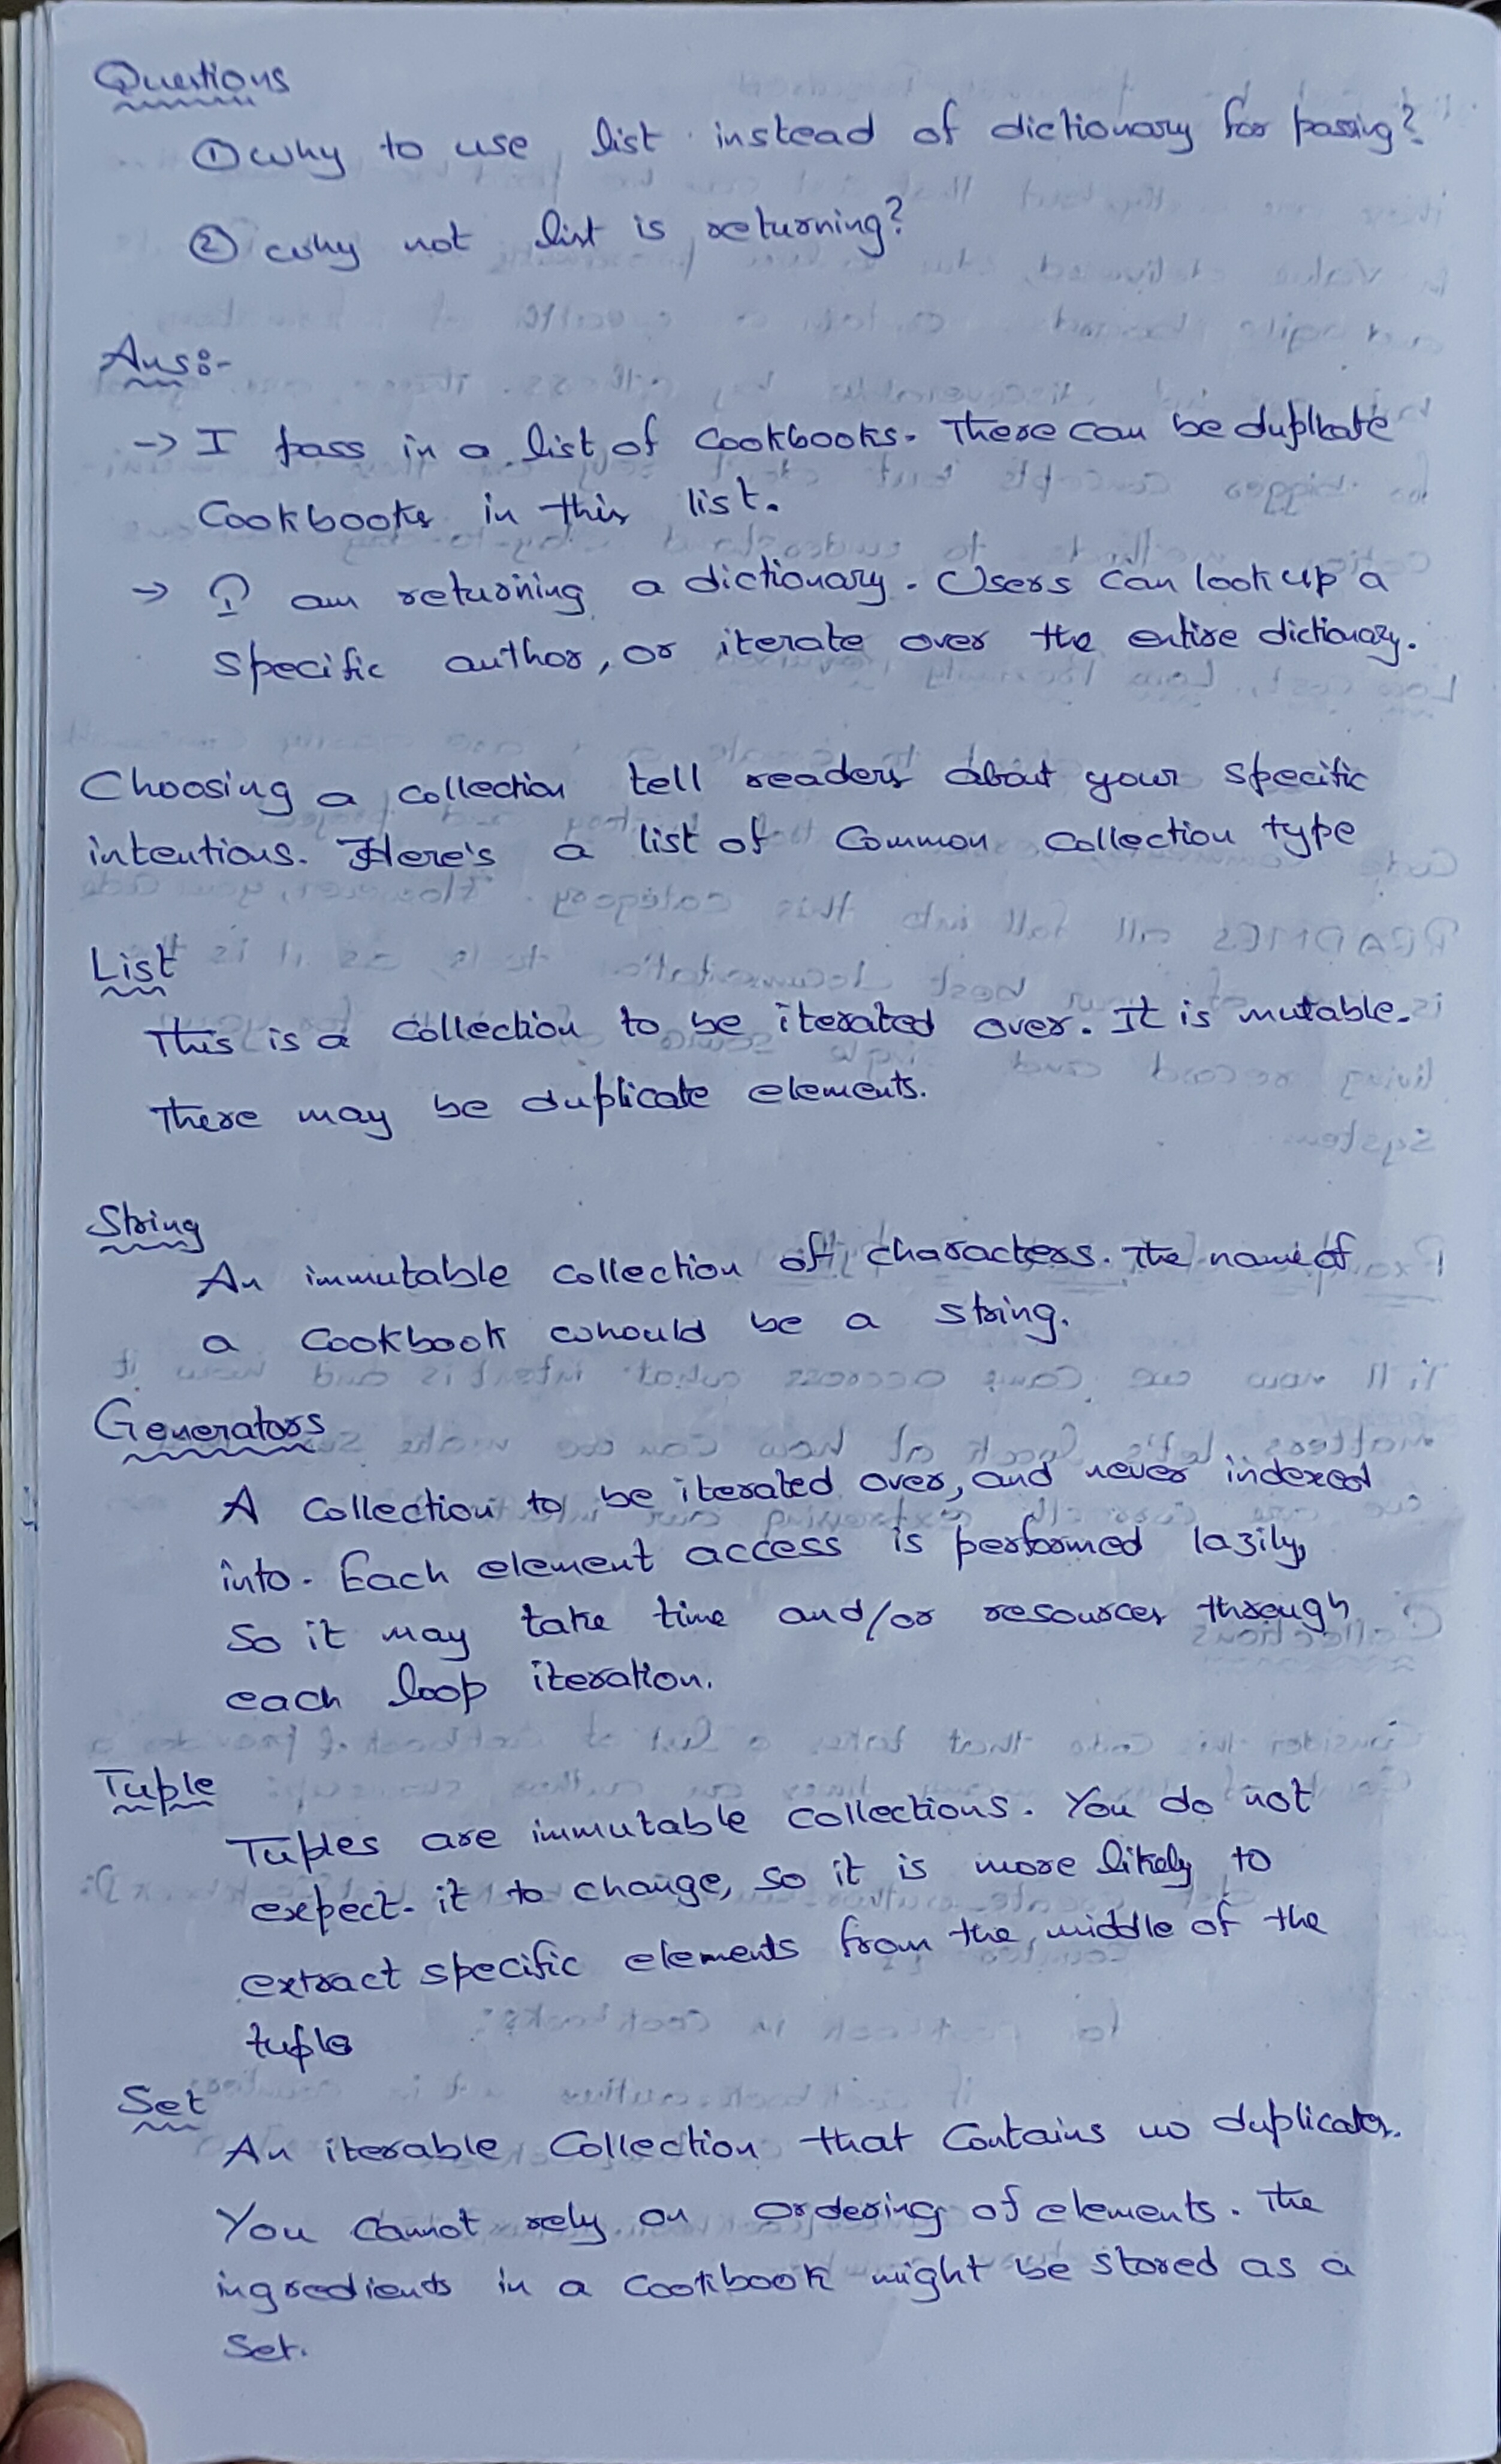 Questions
① why to use list instead of dictionary for passing?
② why not list is returning?
Ans:-
→ I pass in a list of cookbooks. There can be duplicate
Cookbooks in this list.
→ I am returning a dictionary. Users can look up a
specific author, or iterate over the entire dictionary.
Choosing a collection tell readers about your specific
intentions. Here's a list of common collection type
List
This is a collection to be iterated over. It is mutable.
There may be duplicate elements.
String
An immutable collection of characters. The name of
a cookbook whould be a string.
Generators
A collection to be iterated over, and never indexed
into. Each element access is performed lazily,
So it may take time and/or resources through
each loop iteration.
Tuple
Tuples are immutable collections. You do not
expect it to change, so it is more likely to
extract specific elements from the middle of the
tuple
Set
An iterable Collection that Contains no duplicates.
You cannot rely on ordering of elements. The
ingredients in a cookbook might be stored as a
Set.